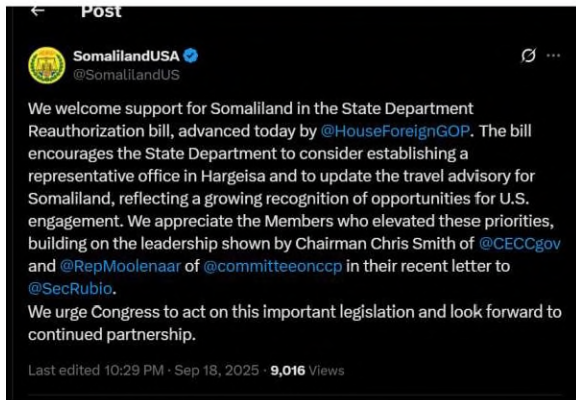 Post
SomalilandUSA
@SomalilandUS
We welcome support for Somaliland in the State Department
Reauthorization bill, advanced today by @HouseForeignGOP. The bill
encourages the State Department to consider establishing a
representative office in Hargeisa and to update the travel advisory for
Somaliland, reflecting a growing recognition of opportunities for U.S.
engagement. We appreciate the Members who elevated these priorities,
building on the leadership shown by Chairman Chris Smith of @CECCgov
and @RepMoolenaar of @committeeonccp in their recent letter to
@SecRubio.
We urge Congress to act on this important legislation and look forward to
continued partnership.
Last edited 10:29 PM · Sep 18, 2025 · 9,016 Views